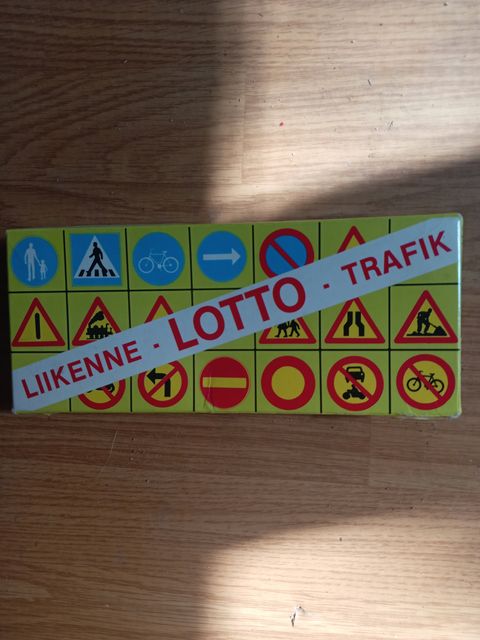 LIIKENNE · LOTTO · TRAFIK